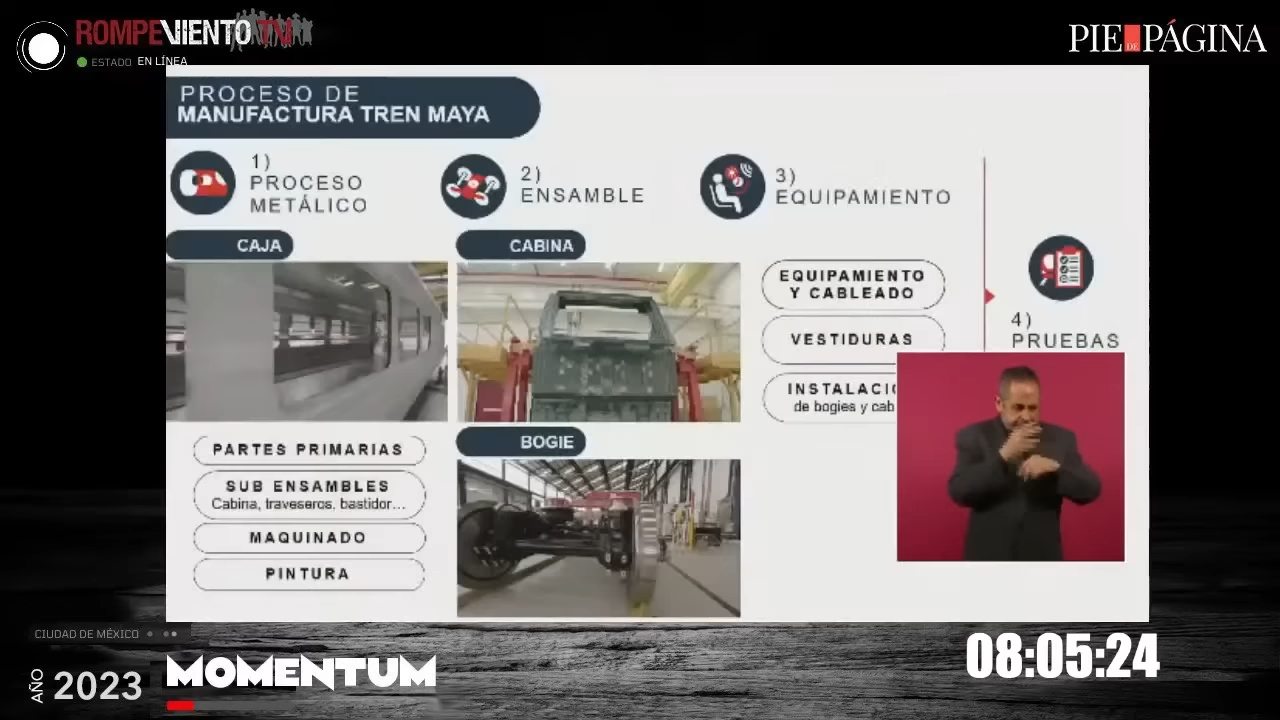 ROMPEVIENTO TV
ESTADO EN LÍNEA
PIE DE PÁGINA
PROCESO DE
MANUFACTURA TREN MAYA
1)
PROCESO
METÁLICO
2)
ENSAMBLE
3)
EQUIPAMIENTO
4)
PRUEBAS
CAJA
CABINA
EQUIPAMIENTO
Y CABLEADO
VESTIDURAS
INSTALACI
de bogies y cab
BOGIE
PARTES PRIMARIAS
SUB ENSAMBLES
Cabina, traveseros, bastidor...
MAQUINADO
PINTURA
CIUDAD DE MÉXICO
AÑO 2023
MOMENTUM
08:05:24